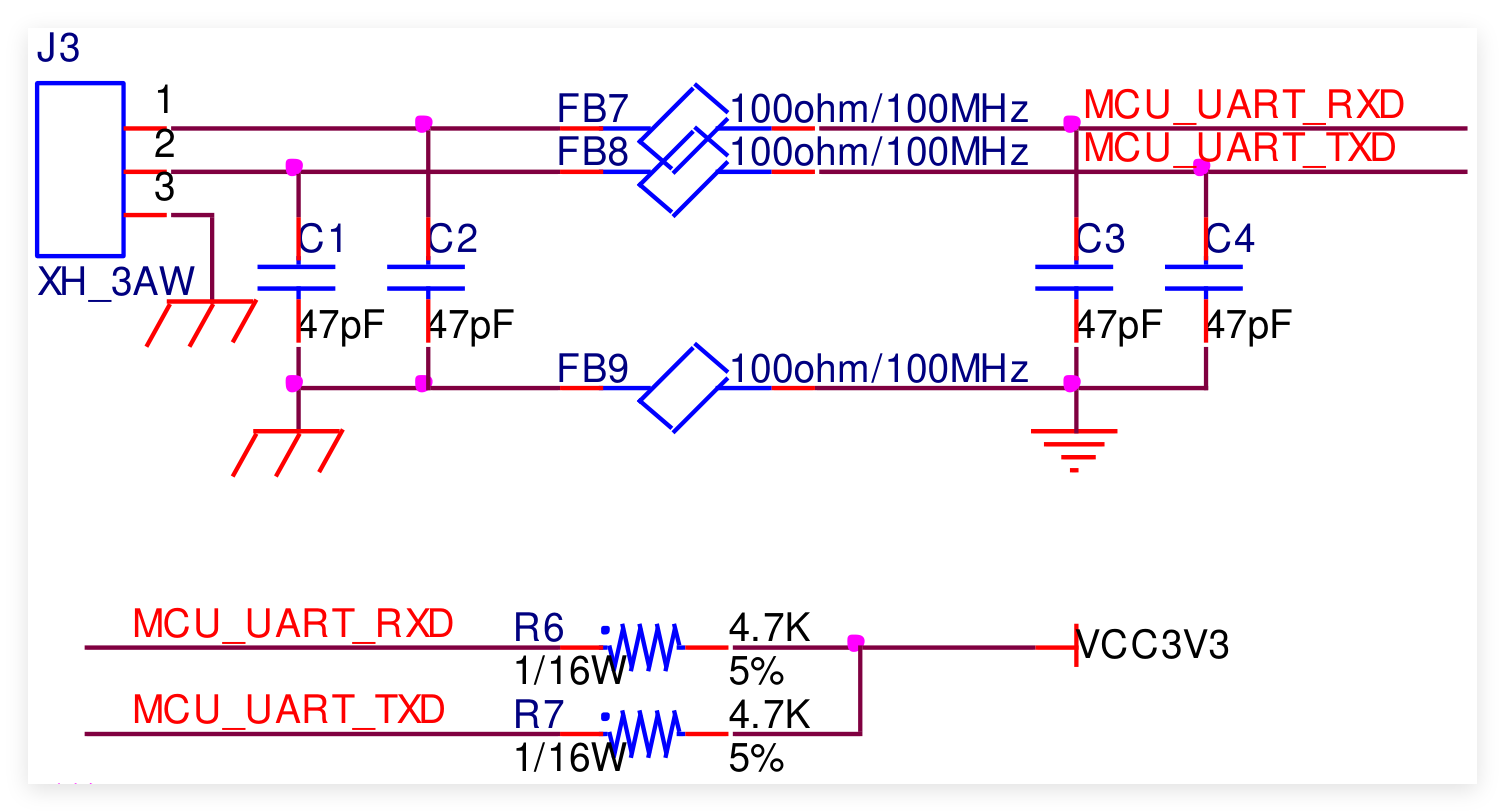 J3
1
FB7 100ohm/100MHz MCU_UART_RXD
2
FB8 100ohm/100MHz MCU_UART_TXD
3
C1 C2 C3 C4
XH_3AW
47pF 47pF 47pF 47pF
FB9 100ohm/100MHz
MCU_UART_RXD R6 4.7K
VCC3V3
1/16W 5%
MCU_UART_TXD R7 4.7K
1/16W 5%